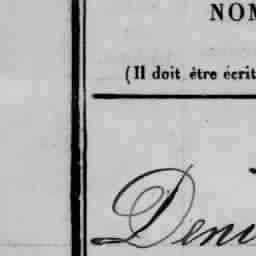 NOM
(Il doit être écrit
Deni